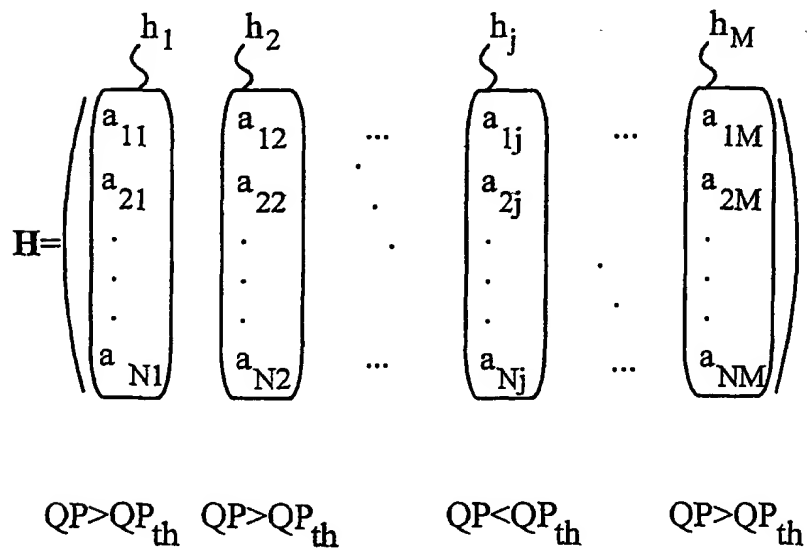 h1 h2 hj hM
a11 a12 ... a1j ... a1M
a21 a22 a2j a2M
H=
aN1 aN2 ... aNj ... aNM
QP>QPth QP>QPth QP<QPth QP>QPth